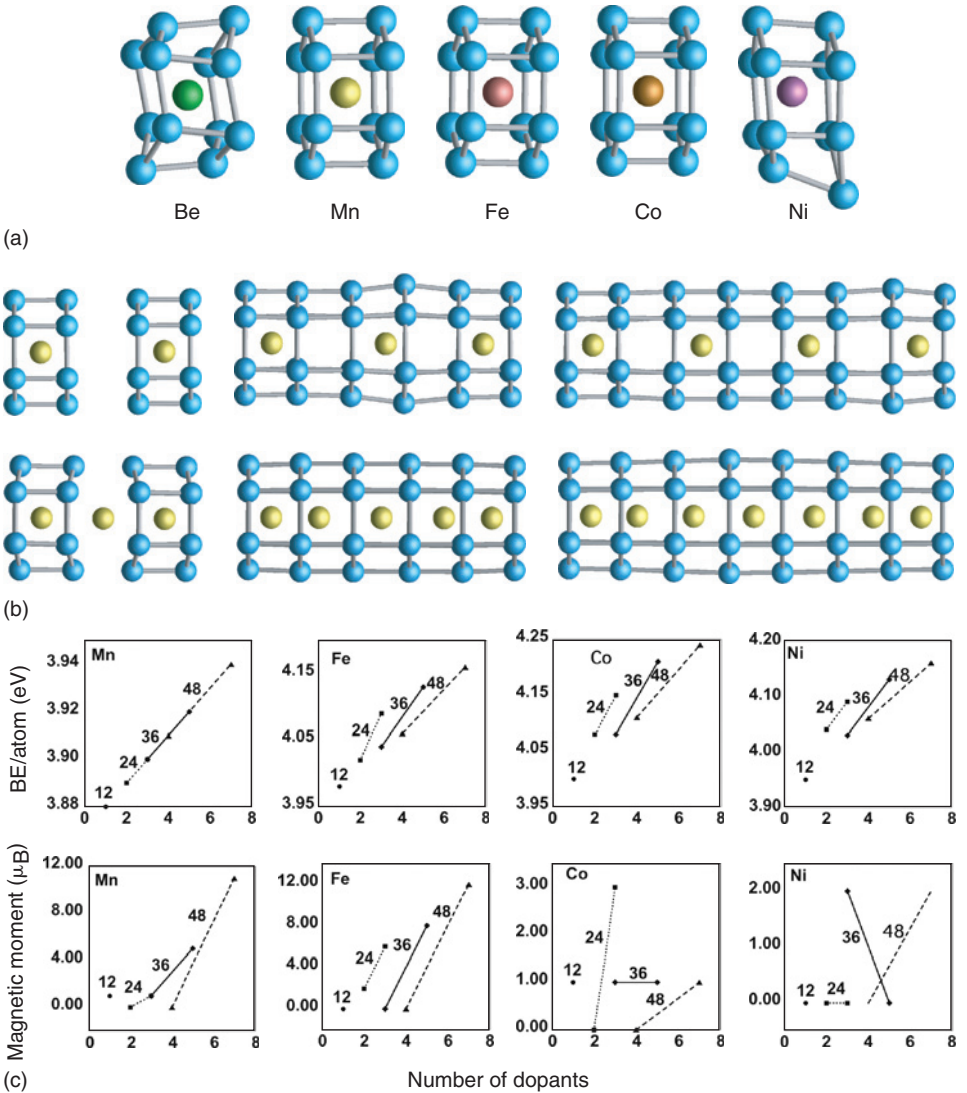 Be Mn Fe Co Ni
(a)
(b)
BE/atom (eV)
Mn
3.94
3.92
3.90
3.88
12
24
36
48
0 2 4 6 8
Fe
4.15
4.05
3.95
12
24
36
48
0 2 4 6 8
Co
4.25
4.15
4.05
3.95
12
24
36
48
0 2 4 6 8
Ni
4.20
4.10
4.00
3.90
12
24
36
48
0 2 4 6 8
Magnetic moment (μB)
Mn
12.00
8.00
4.00
0.00
12
24
36
48
0 2 4 6 8
Fe
12.00
8.00
4.00
0.00
12
24
36
48
0 2 4 6 8
Co
3.00
2.00
1.00
0.00
12
24
36
48
0 2 4 6 8
Ni
2.00
1.00
0.00
12
24
36
48
0 2 4 6 8
(c)
Number of dopants